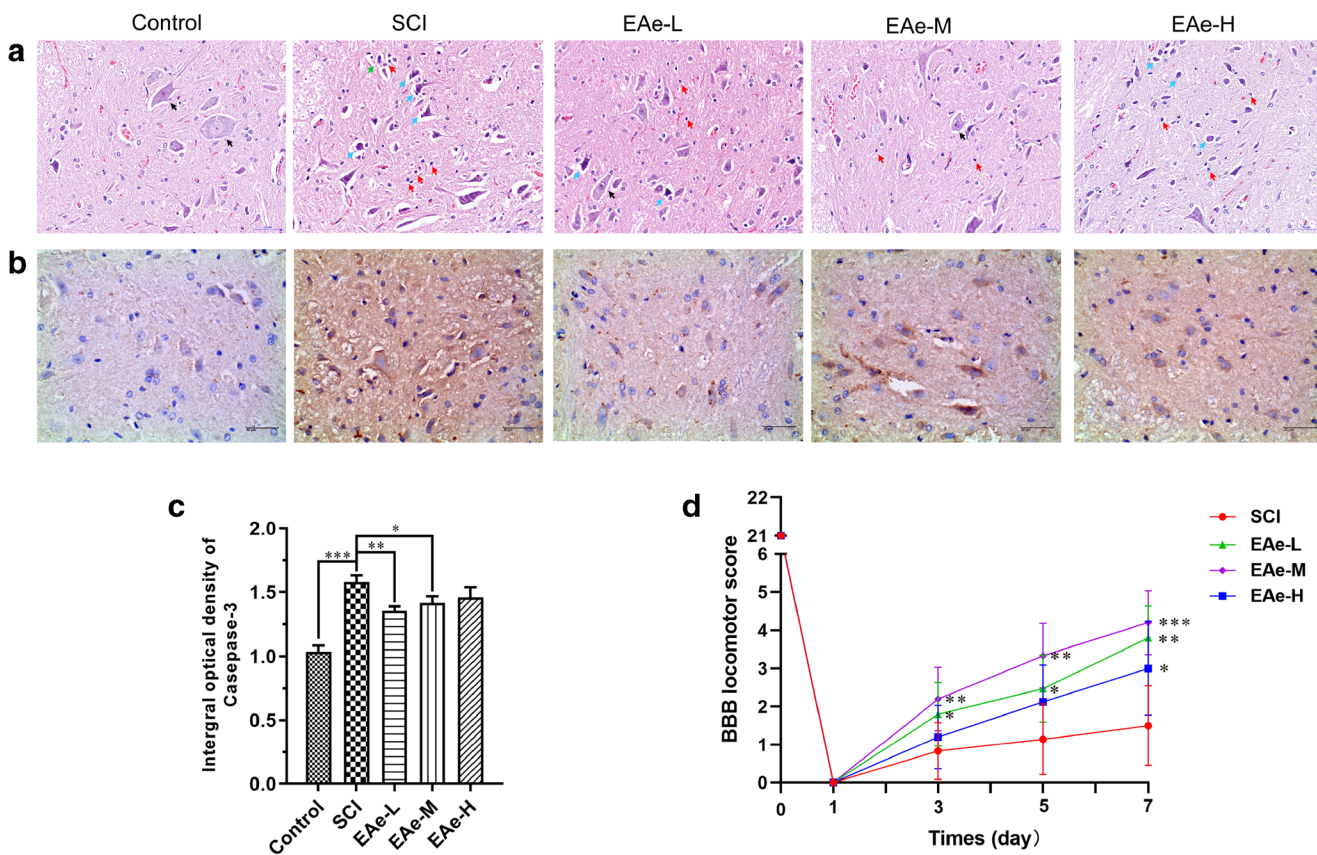 Control SCI EAe-L EAe-M EAe-H
a
b
c
2.0
1.5
1.0
0.5
0.0
Intergral optical density of
Casepase-3
*
*** **
Control SCI EAe-L EAe-M EAe-H
d
22
21
6
5
4
3
2
1
0
BBB locomotor score
** *
** *
*** ** *
0 1 3 5 7
Times (day）
SCI
EAe-L
EAe-M
EAe-H